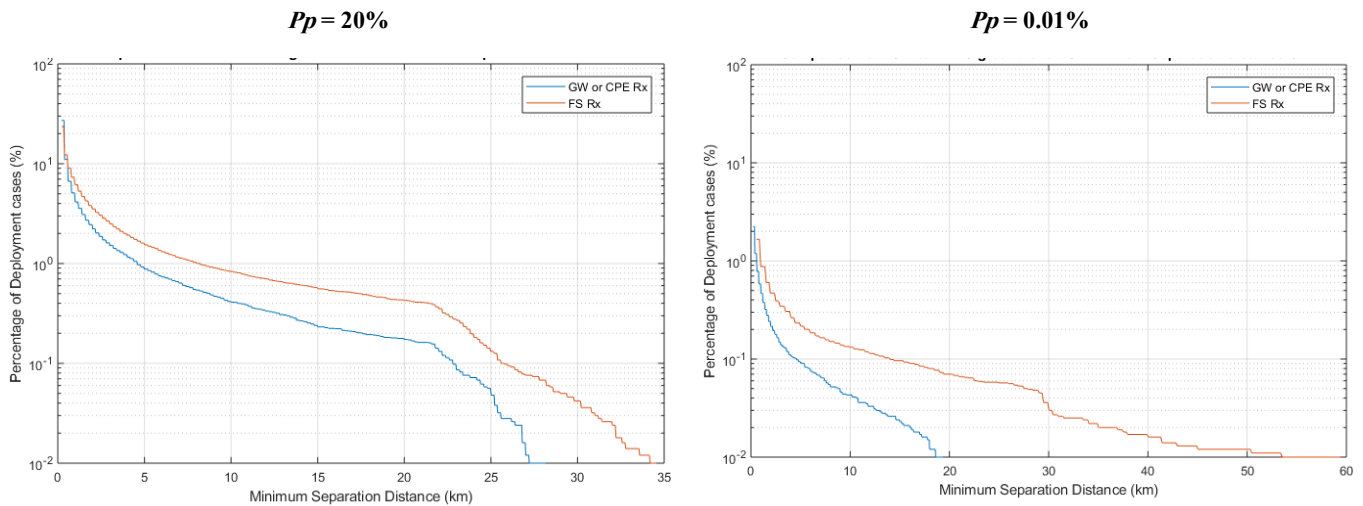 Pp = 20%
Pp = 0.01%
10^2
10^1
10^0
10^-1
10^-2
Percentage of Deployment cases (%)
GW or CPE Rx
FS Rx
0 5 10 15 20 25 30 35
Minimum Separation Distance (km)
10^2
10^1
10^0
10^-1
10^-2
Percentage of Deployment cases (%)
GW or CPE Rx
FS Rx
0 10 20 30 40 50 60
Minimum Separation Distance (km)